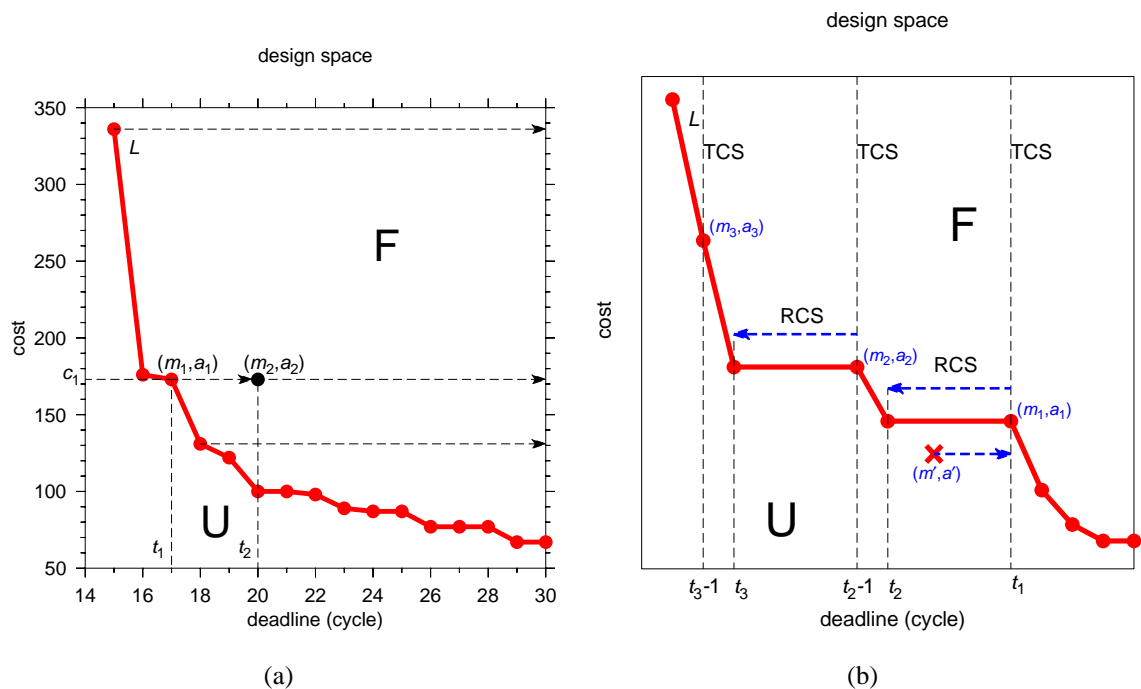 design space
350
300
250
200
c1
150
100
50
cost
L
F
(m1,a1)
(m2,a2)
U
t1
t2
14 16 18 20 22 24 26 28 30
deadline (cycle)
(a)
design space
cost
L
TCS
TCS
TCS
(m3,a3)
F
RCS
(m2,a2)
RCS
(m1,a1)
(m′,a′)
U
t3-1
t3
t2-1
t2
t1
deadline (cycle)
(b)